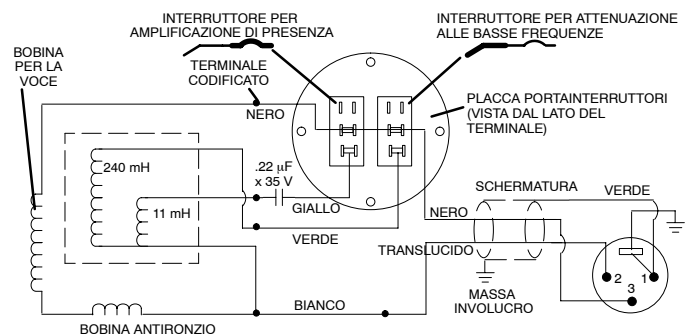 INTERRUTTORE PER
AMPLIFICAZIONE DI PRESENZA
INTERRUTTORE PER ATTENUAZIONE
ALLE BASSE FREQUENZE
BOBINA
PER LA
VOCE
TERMINALE
CODIFICATO
NERO
PLACCA PORTAINTERRUTTORI
(VISTA DAL LATO DEL
TERMINALE)
240 mH
11 mH
.22 µF
x 35 V
GIALLO
VERDE
SCHERMATURA
VERDE
NERO
TRANSLUCIDO
MASSA
INVOLUCRO
2
1
3
BIANCO
BOBINA ANTIRONZIO